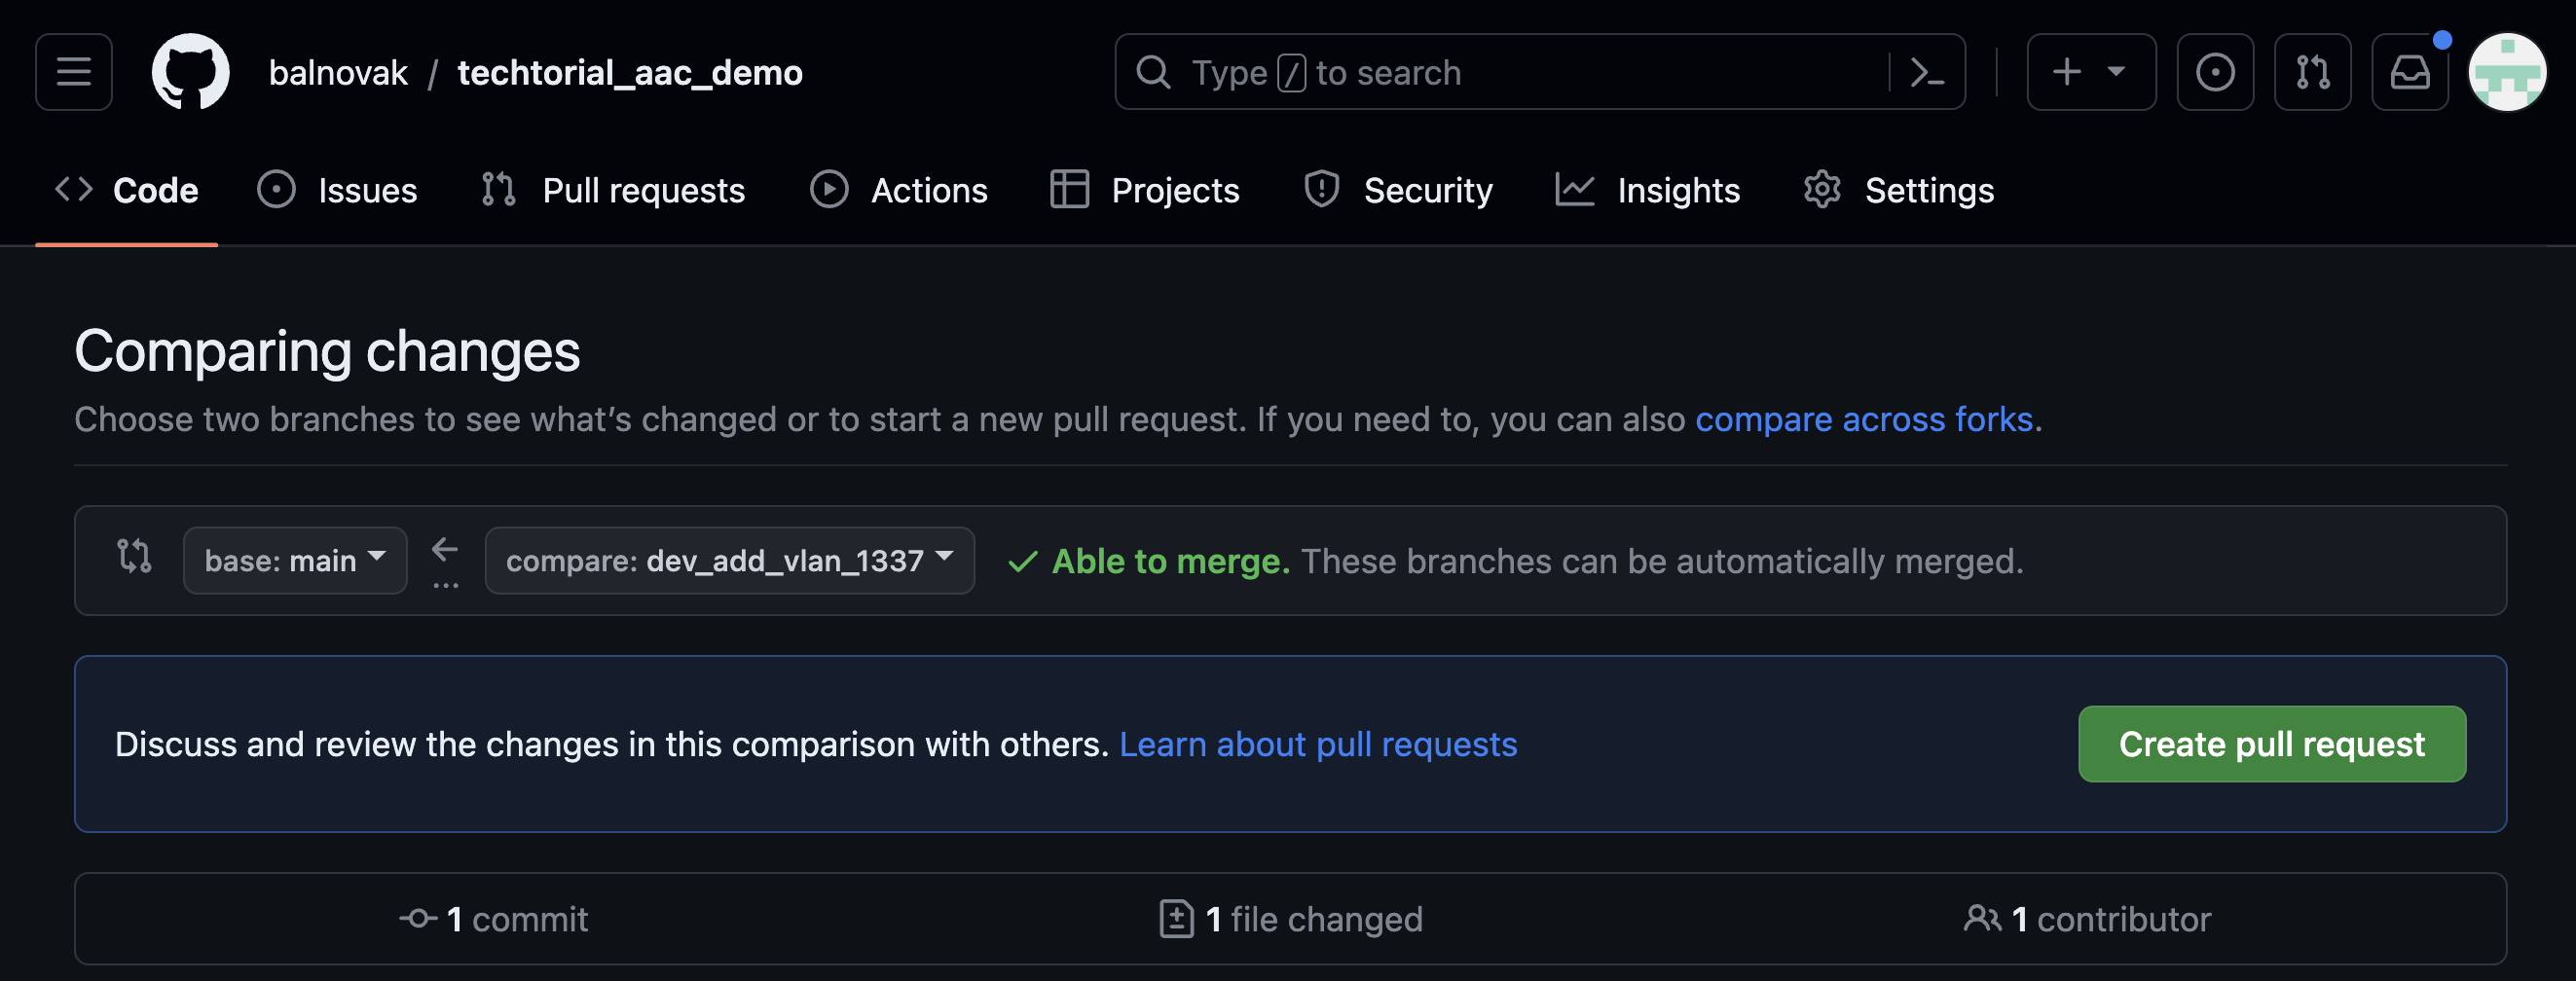 balnovak / techtorial_aac_demo
Type / to search
Code Issues Pull requests Actions Projects Security Insights Settings
Comparing changes
Choose two branches to see what’s changed or to start a new pull request. If you need to, you can also compare across forks.
base: main ... compare: dev_add_vlan_1337 Able to merge. These branches can be automatically merged.
Discuss and review the changes in this comparison with others. Learn about pull requests Create pull request
1 commit 1 file changed 1 contributor